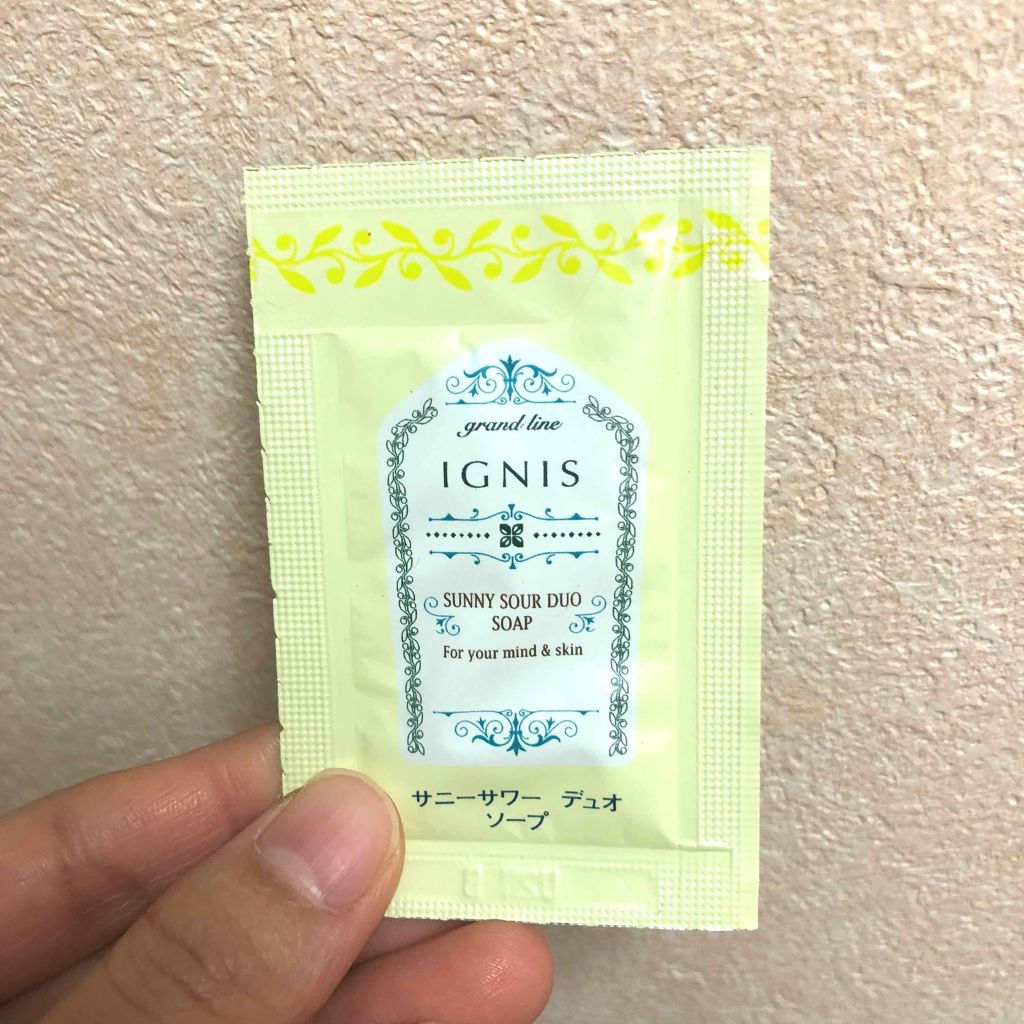 grand line
IGNIS
SUNNY SOUR DUO
SOAP
For your mind & skin
サニーサワー デュオ
ソープ